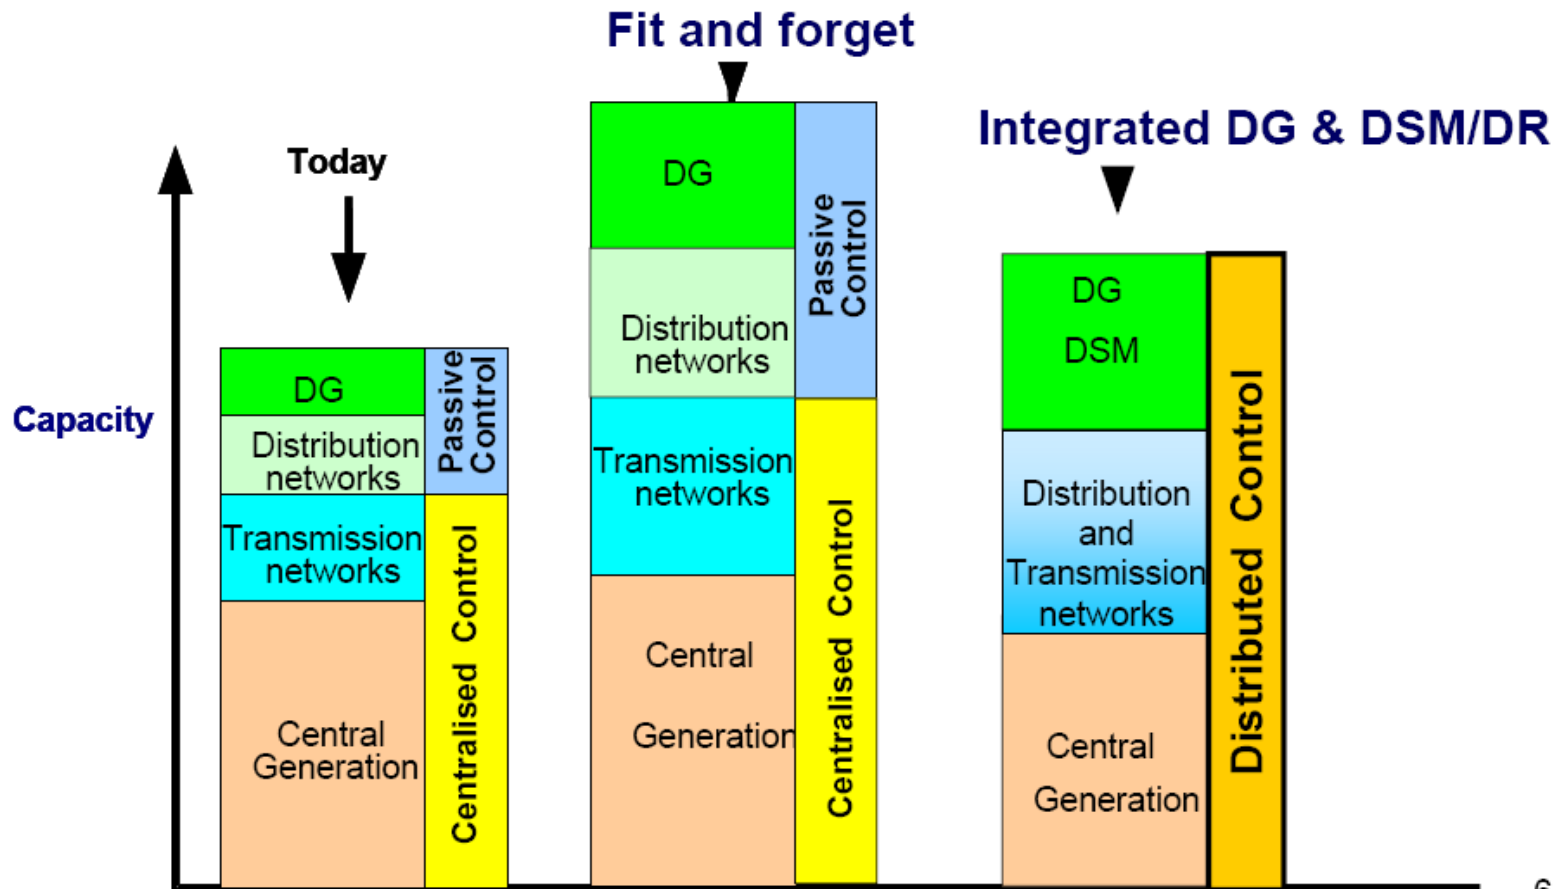 Fit and forget
Integrated DG & DSM/DR
Today
Capacity
DG
Distribution
networks
Transmission
networks
Central
Generation
Passive
Control
Centralised Control
DG
Distribution
networks
Transmission
networks
Central
Generation
Passive
Control
Centralised Control
DG
DSM
Distribution
and
Transmission
networks
Central
Generation
Distributed Control